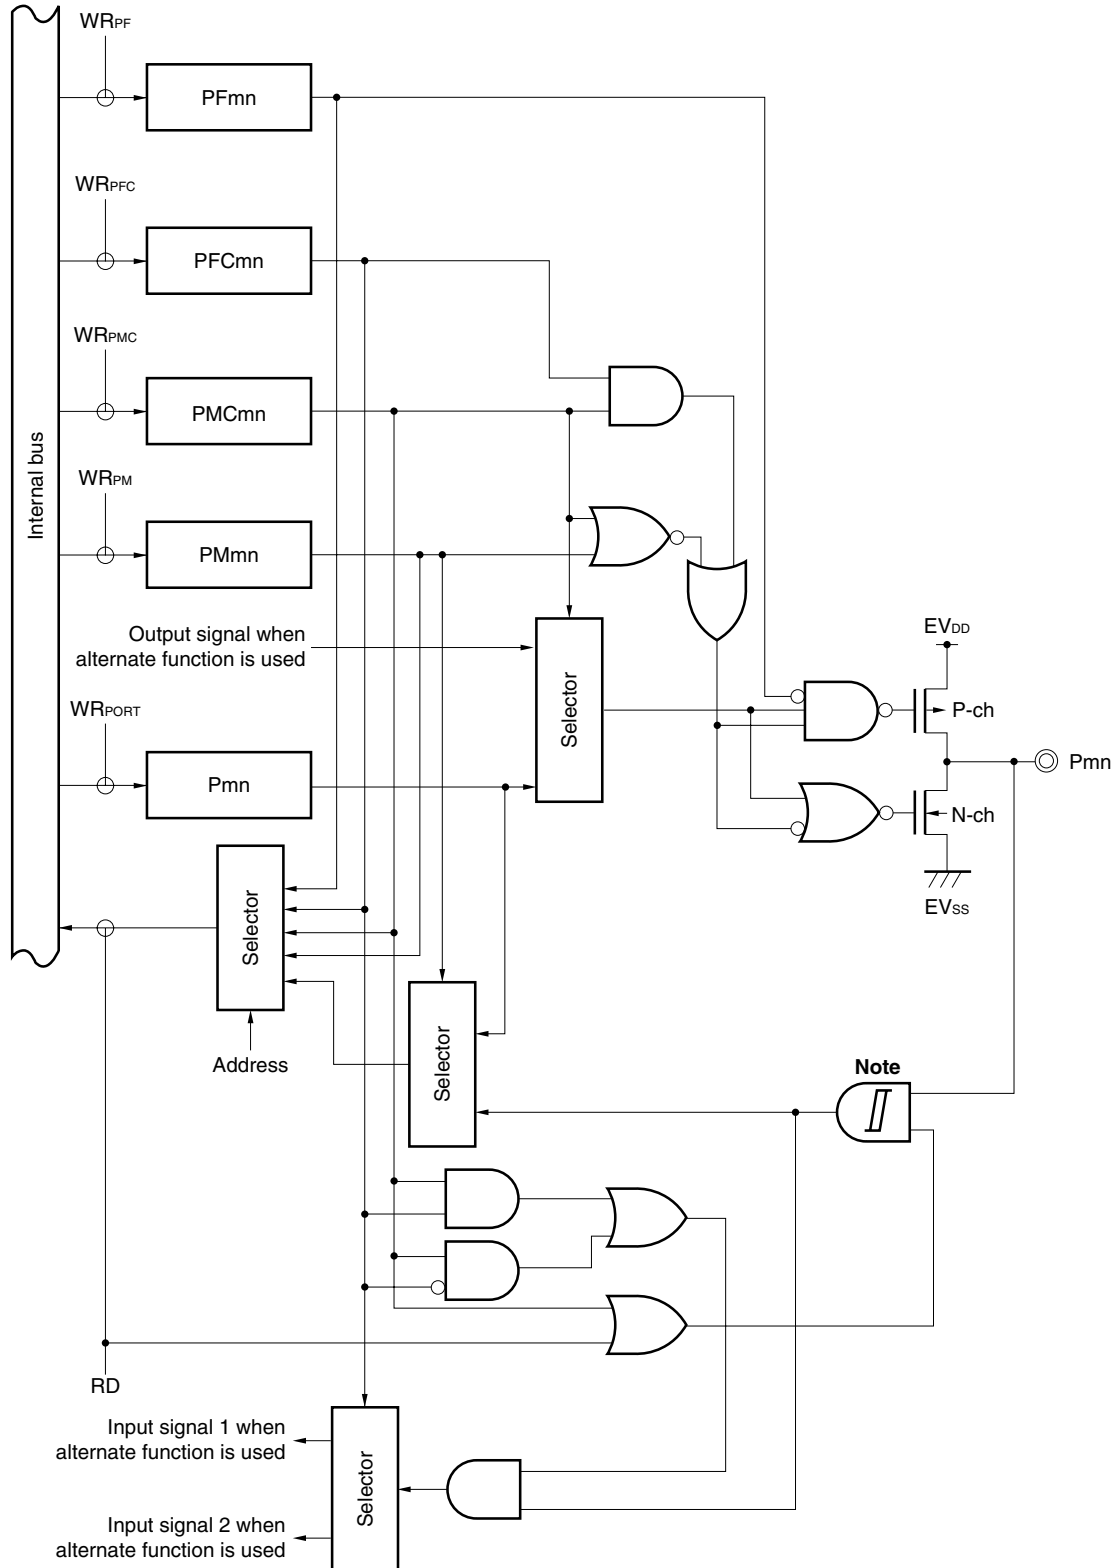 WRPF
PFmn
WRPFC
PFCmn
WRPMC
PMCmn
Internal bus
WRPM
PMmn
Output signal when
alternate function is used
Selector
EVDD
P-ch
WRPORT
Pmn
Pmn
N-ch
EVSS
Selector
Address
Selector
Note
RD
Input signal 1 when
alternate function is used
Selector
Input signal 2 when
alternate function is used